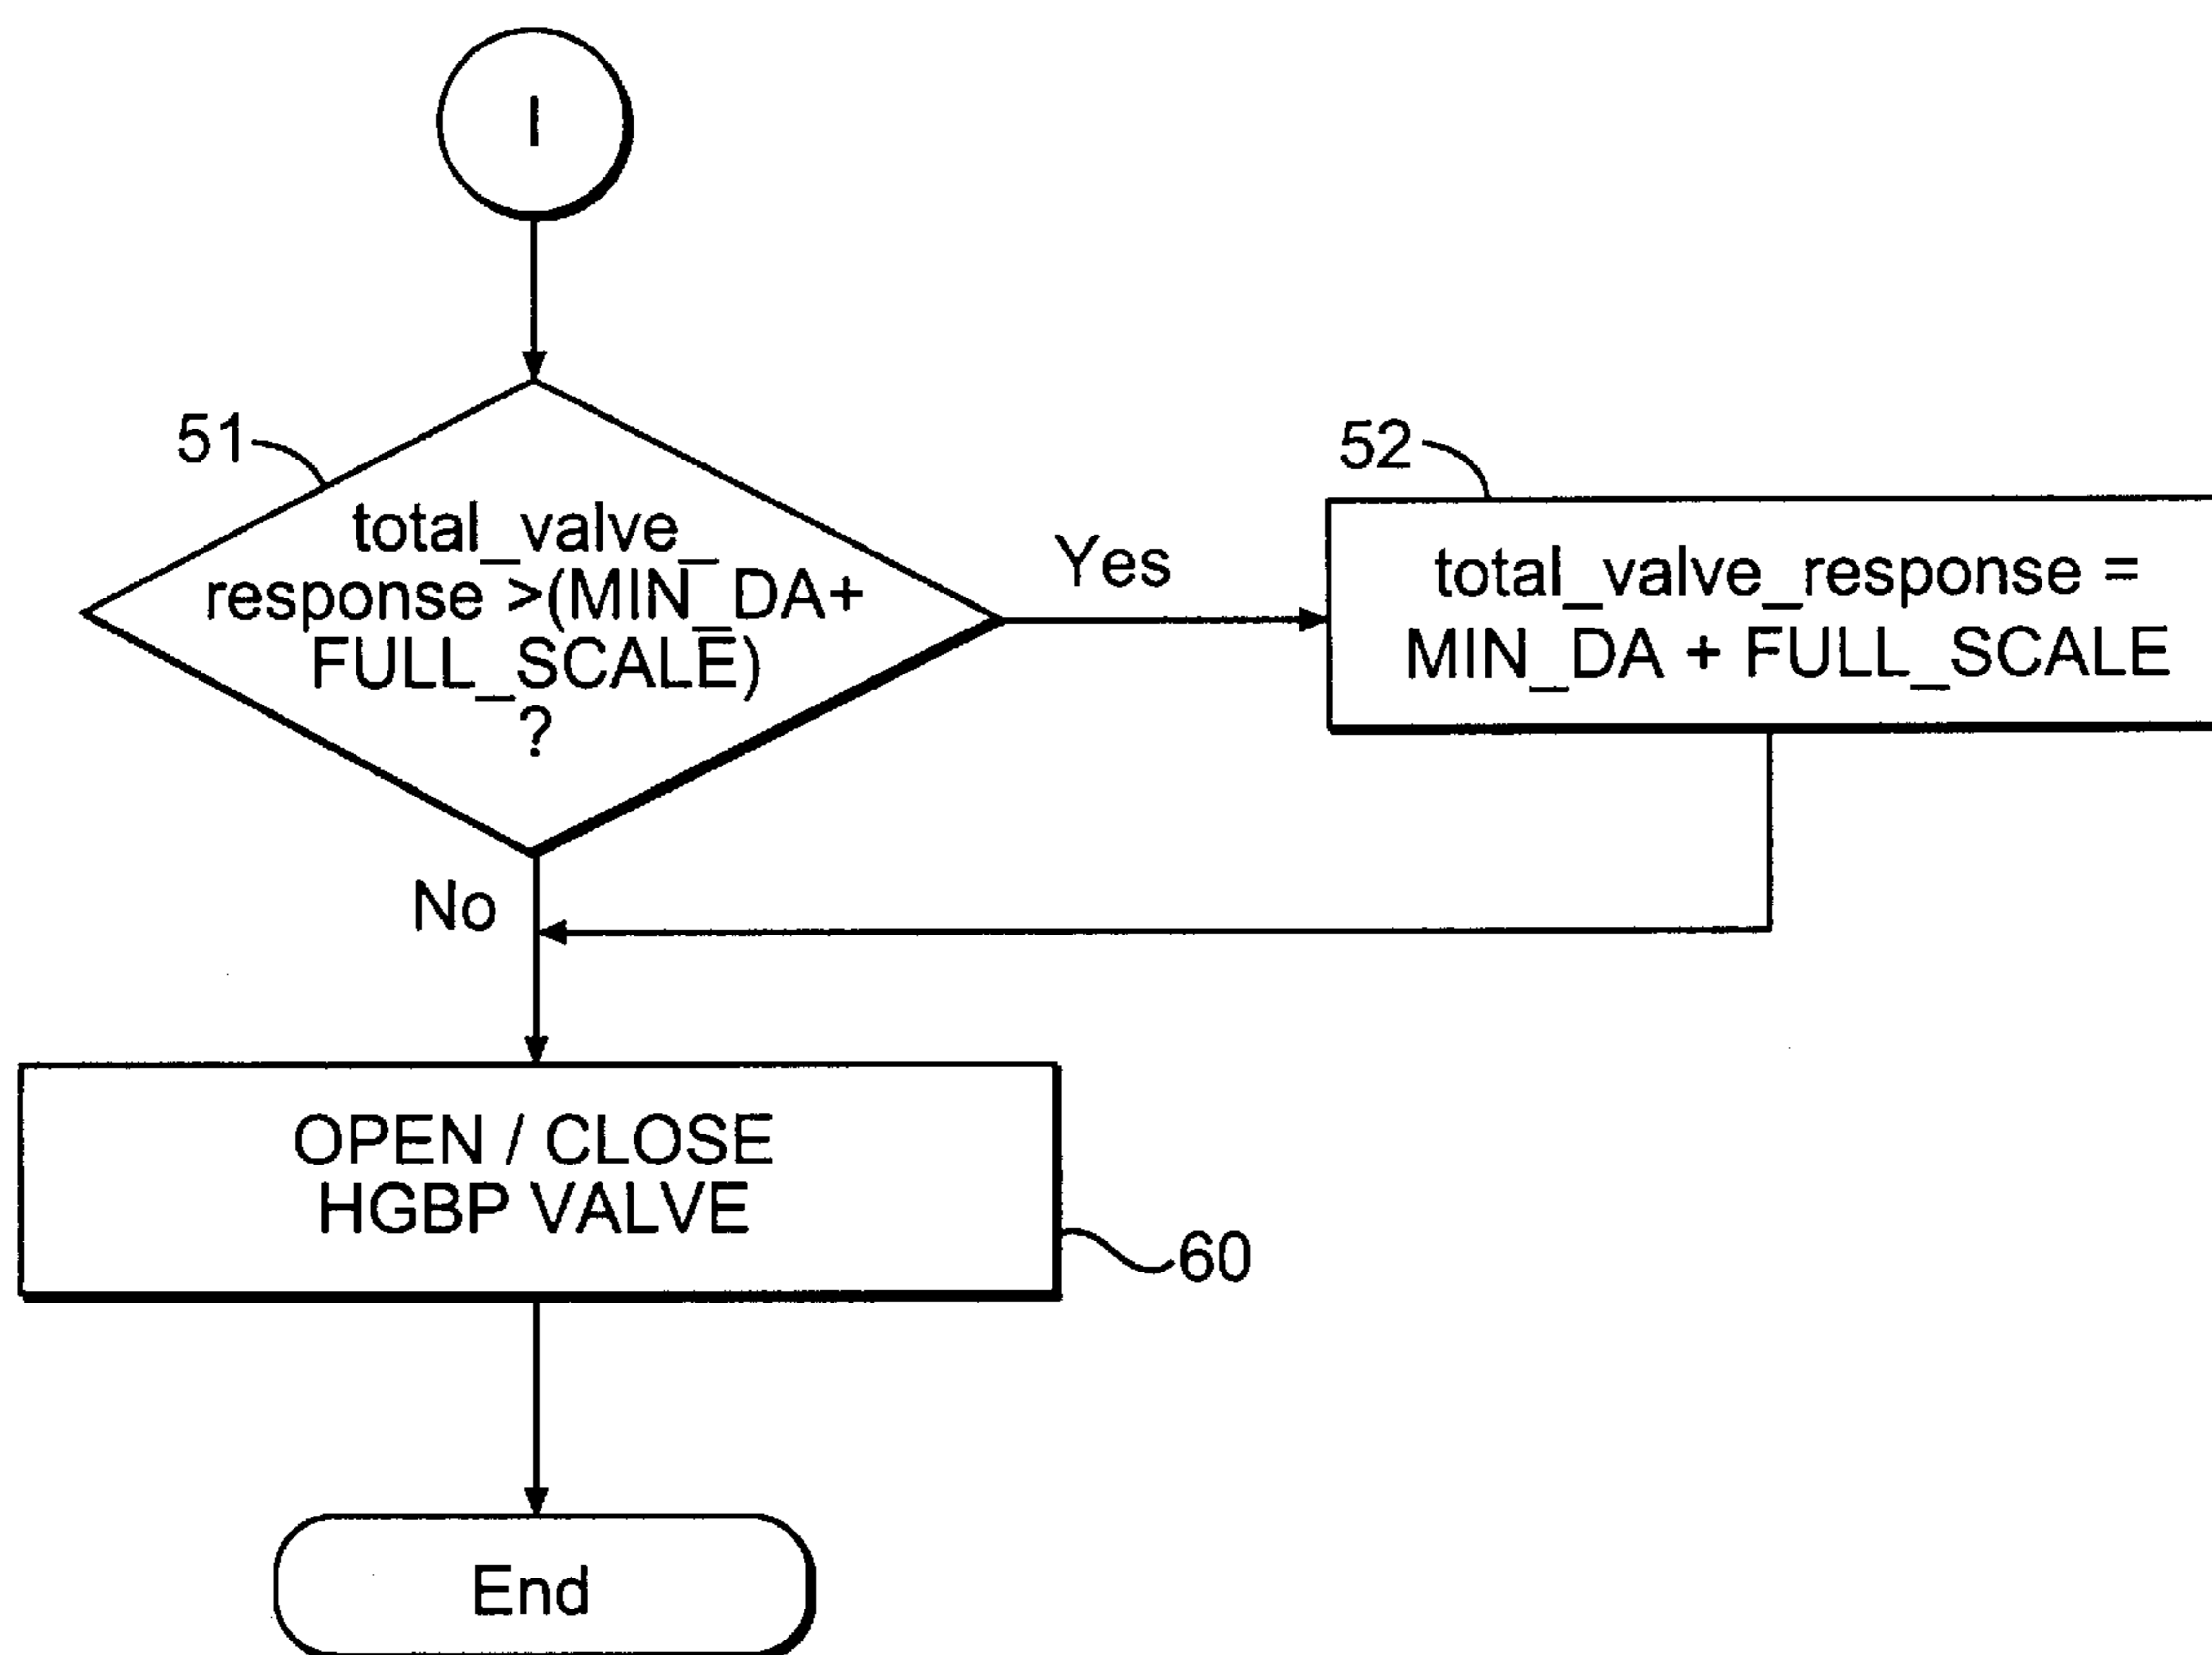 I
51
total_valve_
response >(MIN_DA+
FULL_SCALE)
?
Yes
52
total_valve_response =
MIN_DA + FULL_SCALE
No
OPEN / CLOSE
HGBP VALVE
60
End